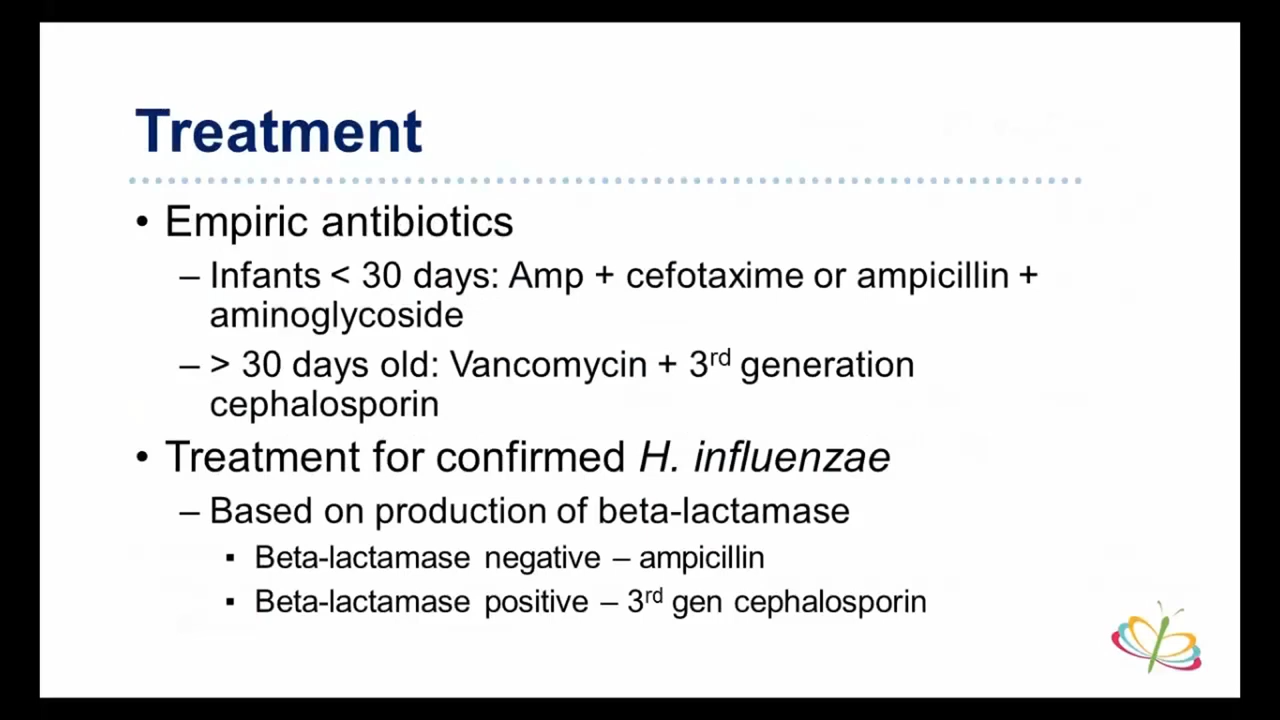 Treatment
• Empiric antibiotics
– Infants < 30 days: Amp + cefotaxime or ampicillin +
aminoglycoside
– > 30 days old: Vancomycin + 3rd generation
cephalosporin
• Treatment for confirmed H. influenzae
– Based on production of beta-lactamase
▪ Beta-lactamase negative – ampicillin
▪ Beta-lactamase positive – 3rd gen cephalosporin